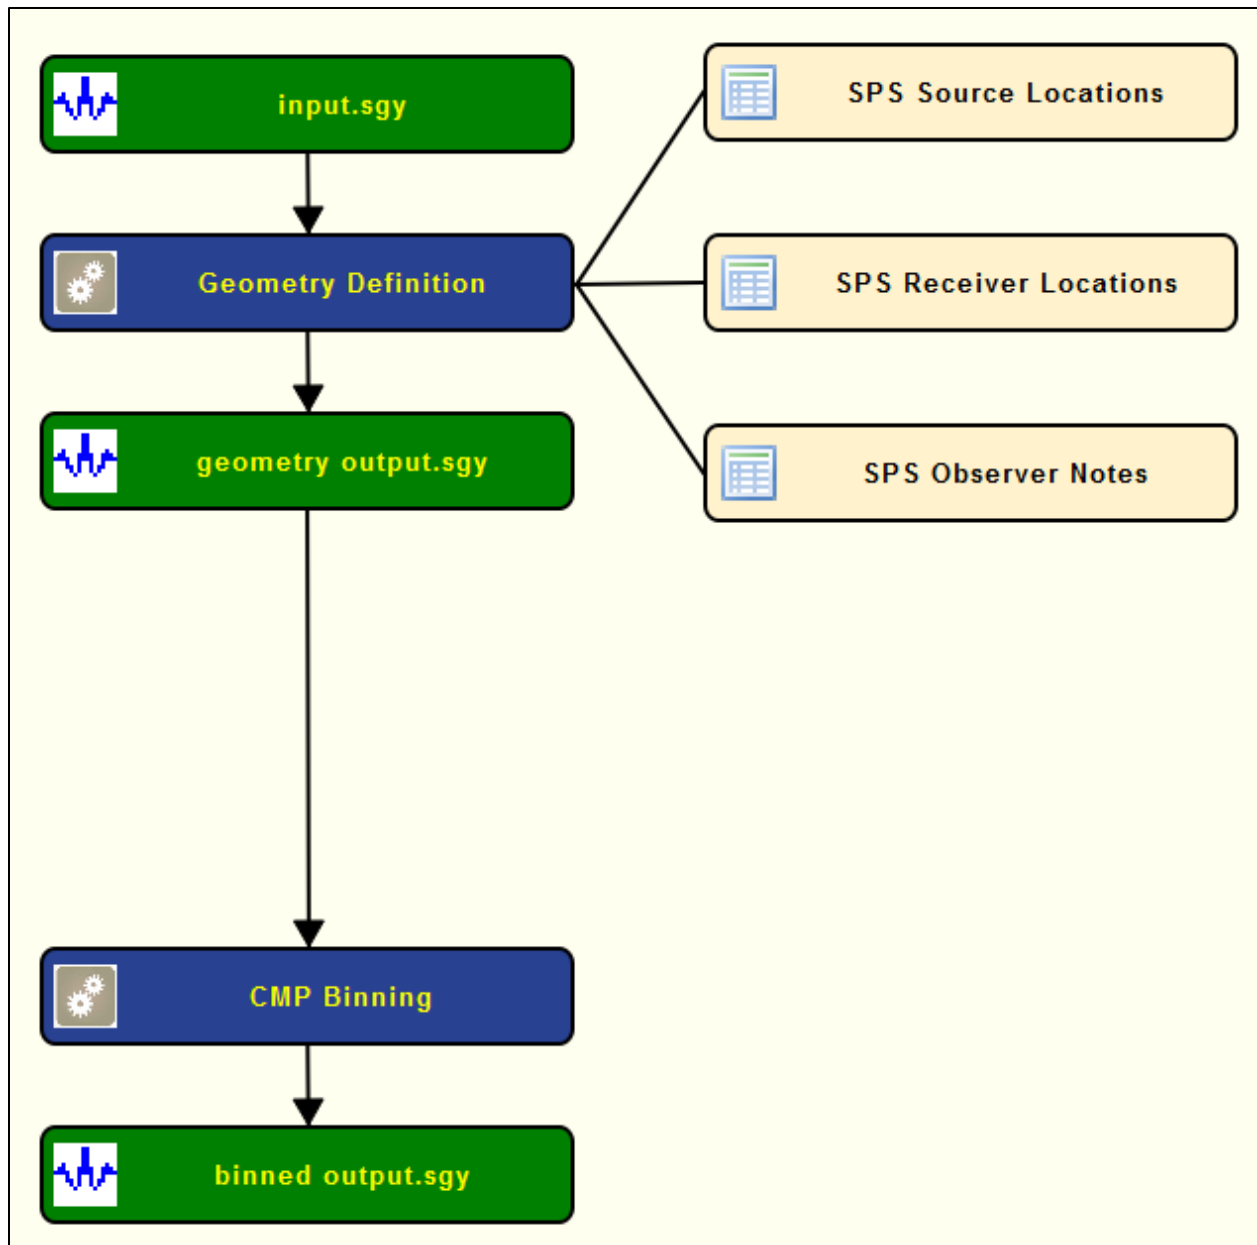 input.sgy
SPS Source Locations
Geometry Definition
SPS Receiver Locations
geometry output.sgy
SPS Observer Notes
CMP Binning
binned output.sgy